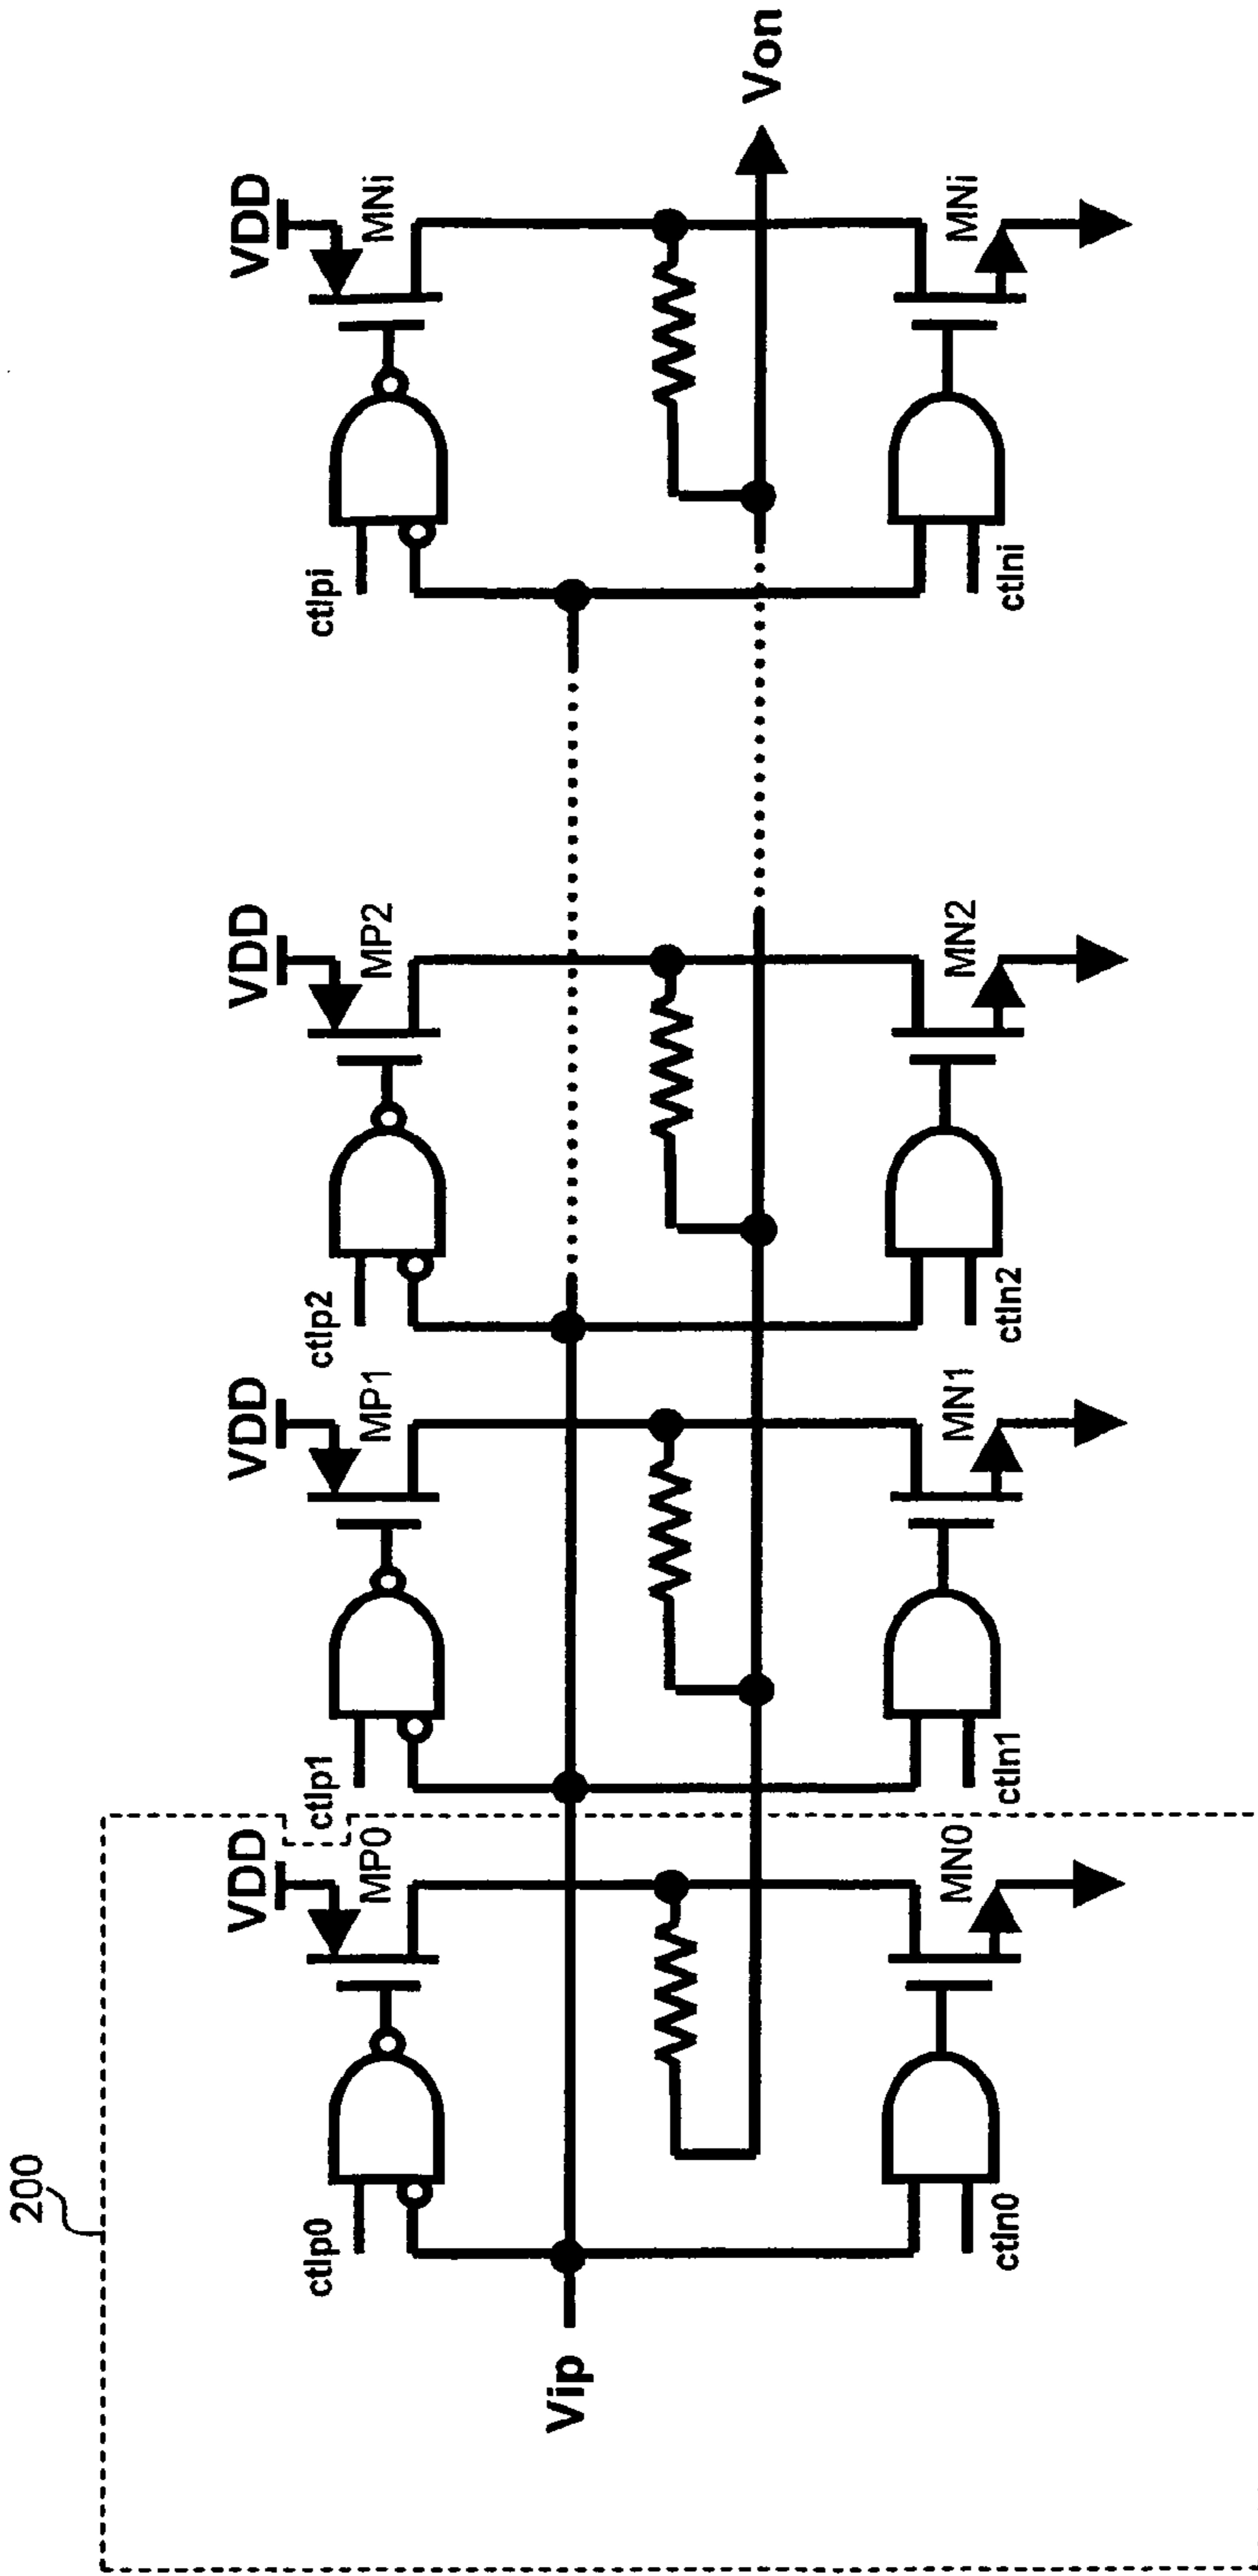 200
VDD
VDD
VDD
VDD
ctlp0
MP0
ctlp1
MP1
ctlp2
MP2
ctlpi
MNi
Vip
Von
ctln0
MN0
ctln1
MN1
ctln2
MN2
ctlni
MNi